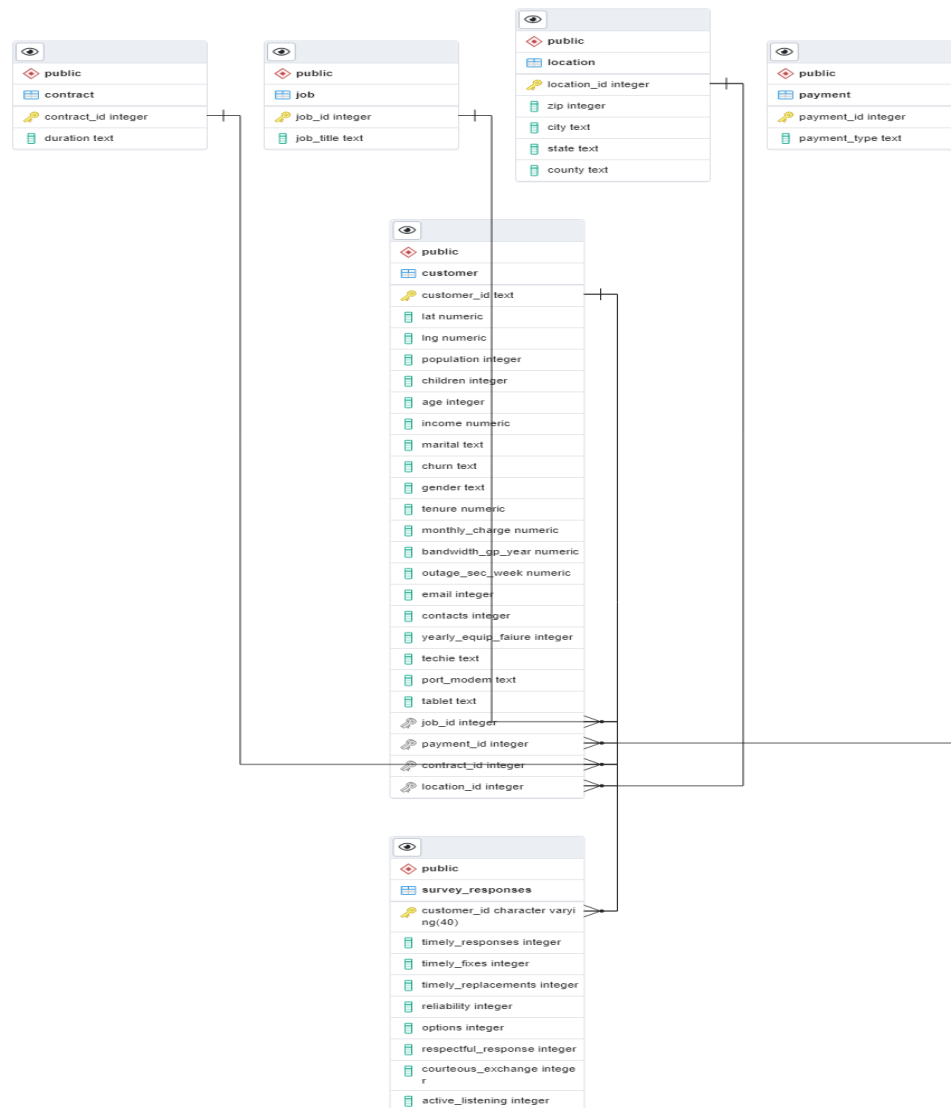 public
contract
contract_id integer
duration text
public
job
job_id integer
job_title text
public
location
location_id integer
zip integer
city text
state text
county text
public
payment
payment_id integer
payment_type text
public
customer
customer_id text
lat numeric
lng numeric
population integer
children integer
age integer
income numeric
marital text
churn text
gender text
tenure numeric
monthly_charge numeric
bandwidth_gp_year numeric
outage_sec_week numeric
email integer
contacts integer
yearly_equip_faiure integer
techie text
port_modem text
tablet text
job_id integer
payment_id integer
contract_id integer
location_id integer
public
survey_responses
customer_id character varyi
ng(40)
timely_responses integer
timely_fixes integer
timely_replacements integer
reliability integer
options integer
respectful_response integer
courteous_exchange intege
r
active_listening integer